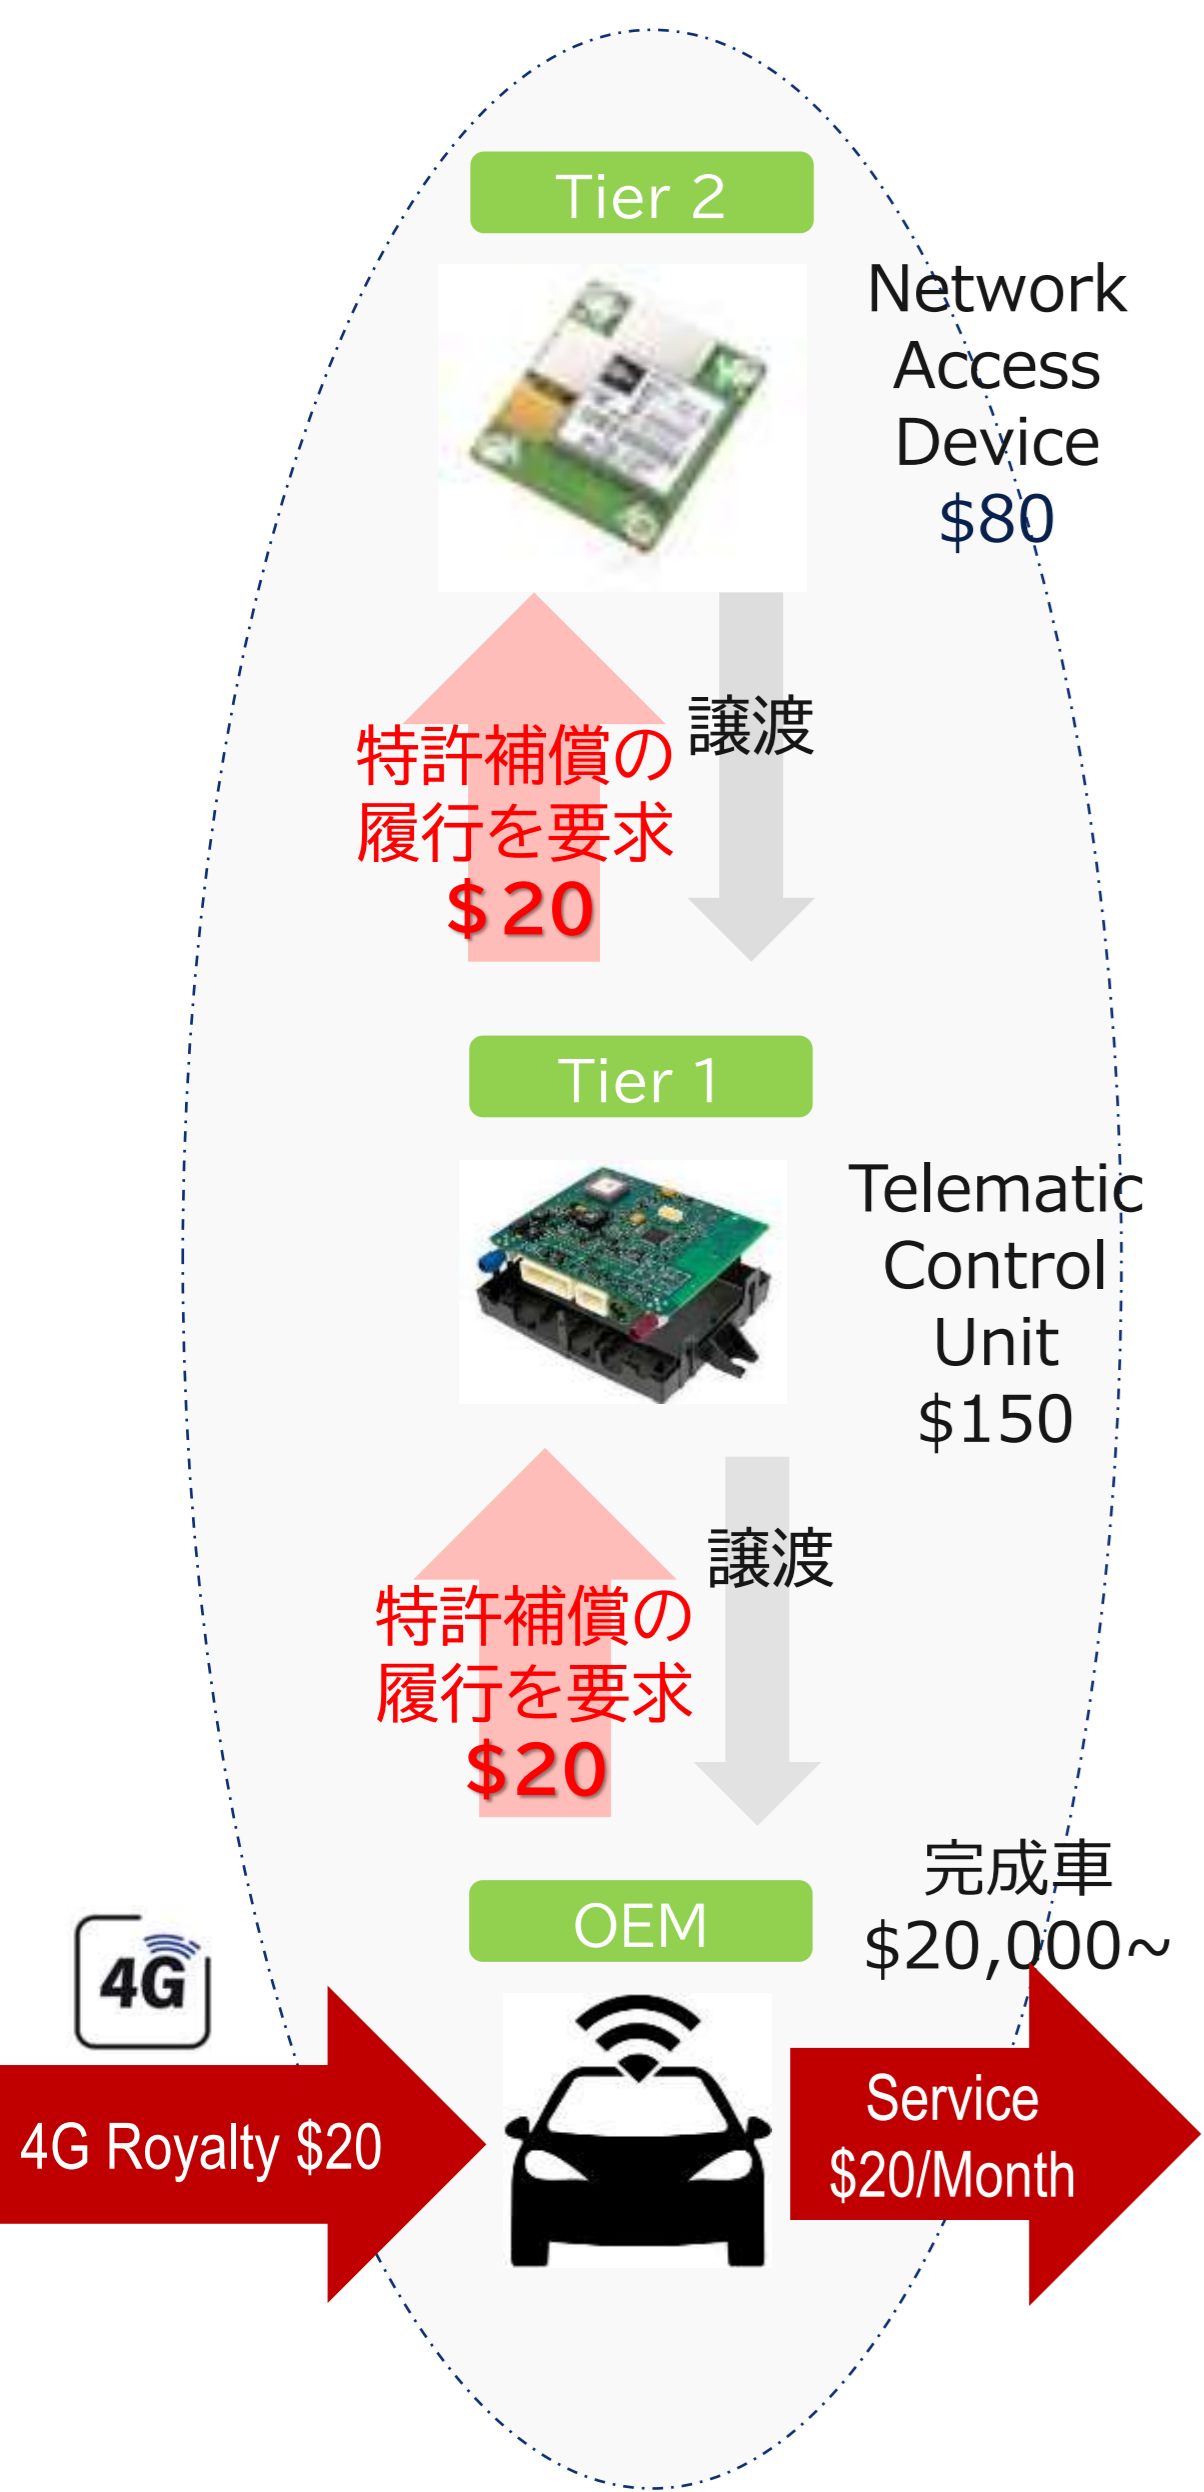 Tier 2
Network
Access
Device
$80
譲渡
特許補償の
履行を要求
$20
Tier 1
Telematic
Control
Unit
$150
譲渡
特許補償の
履行を要求
$20
完成車
$20,000~
OEM
4G
4G Royalty $20
Service
$20/Month